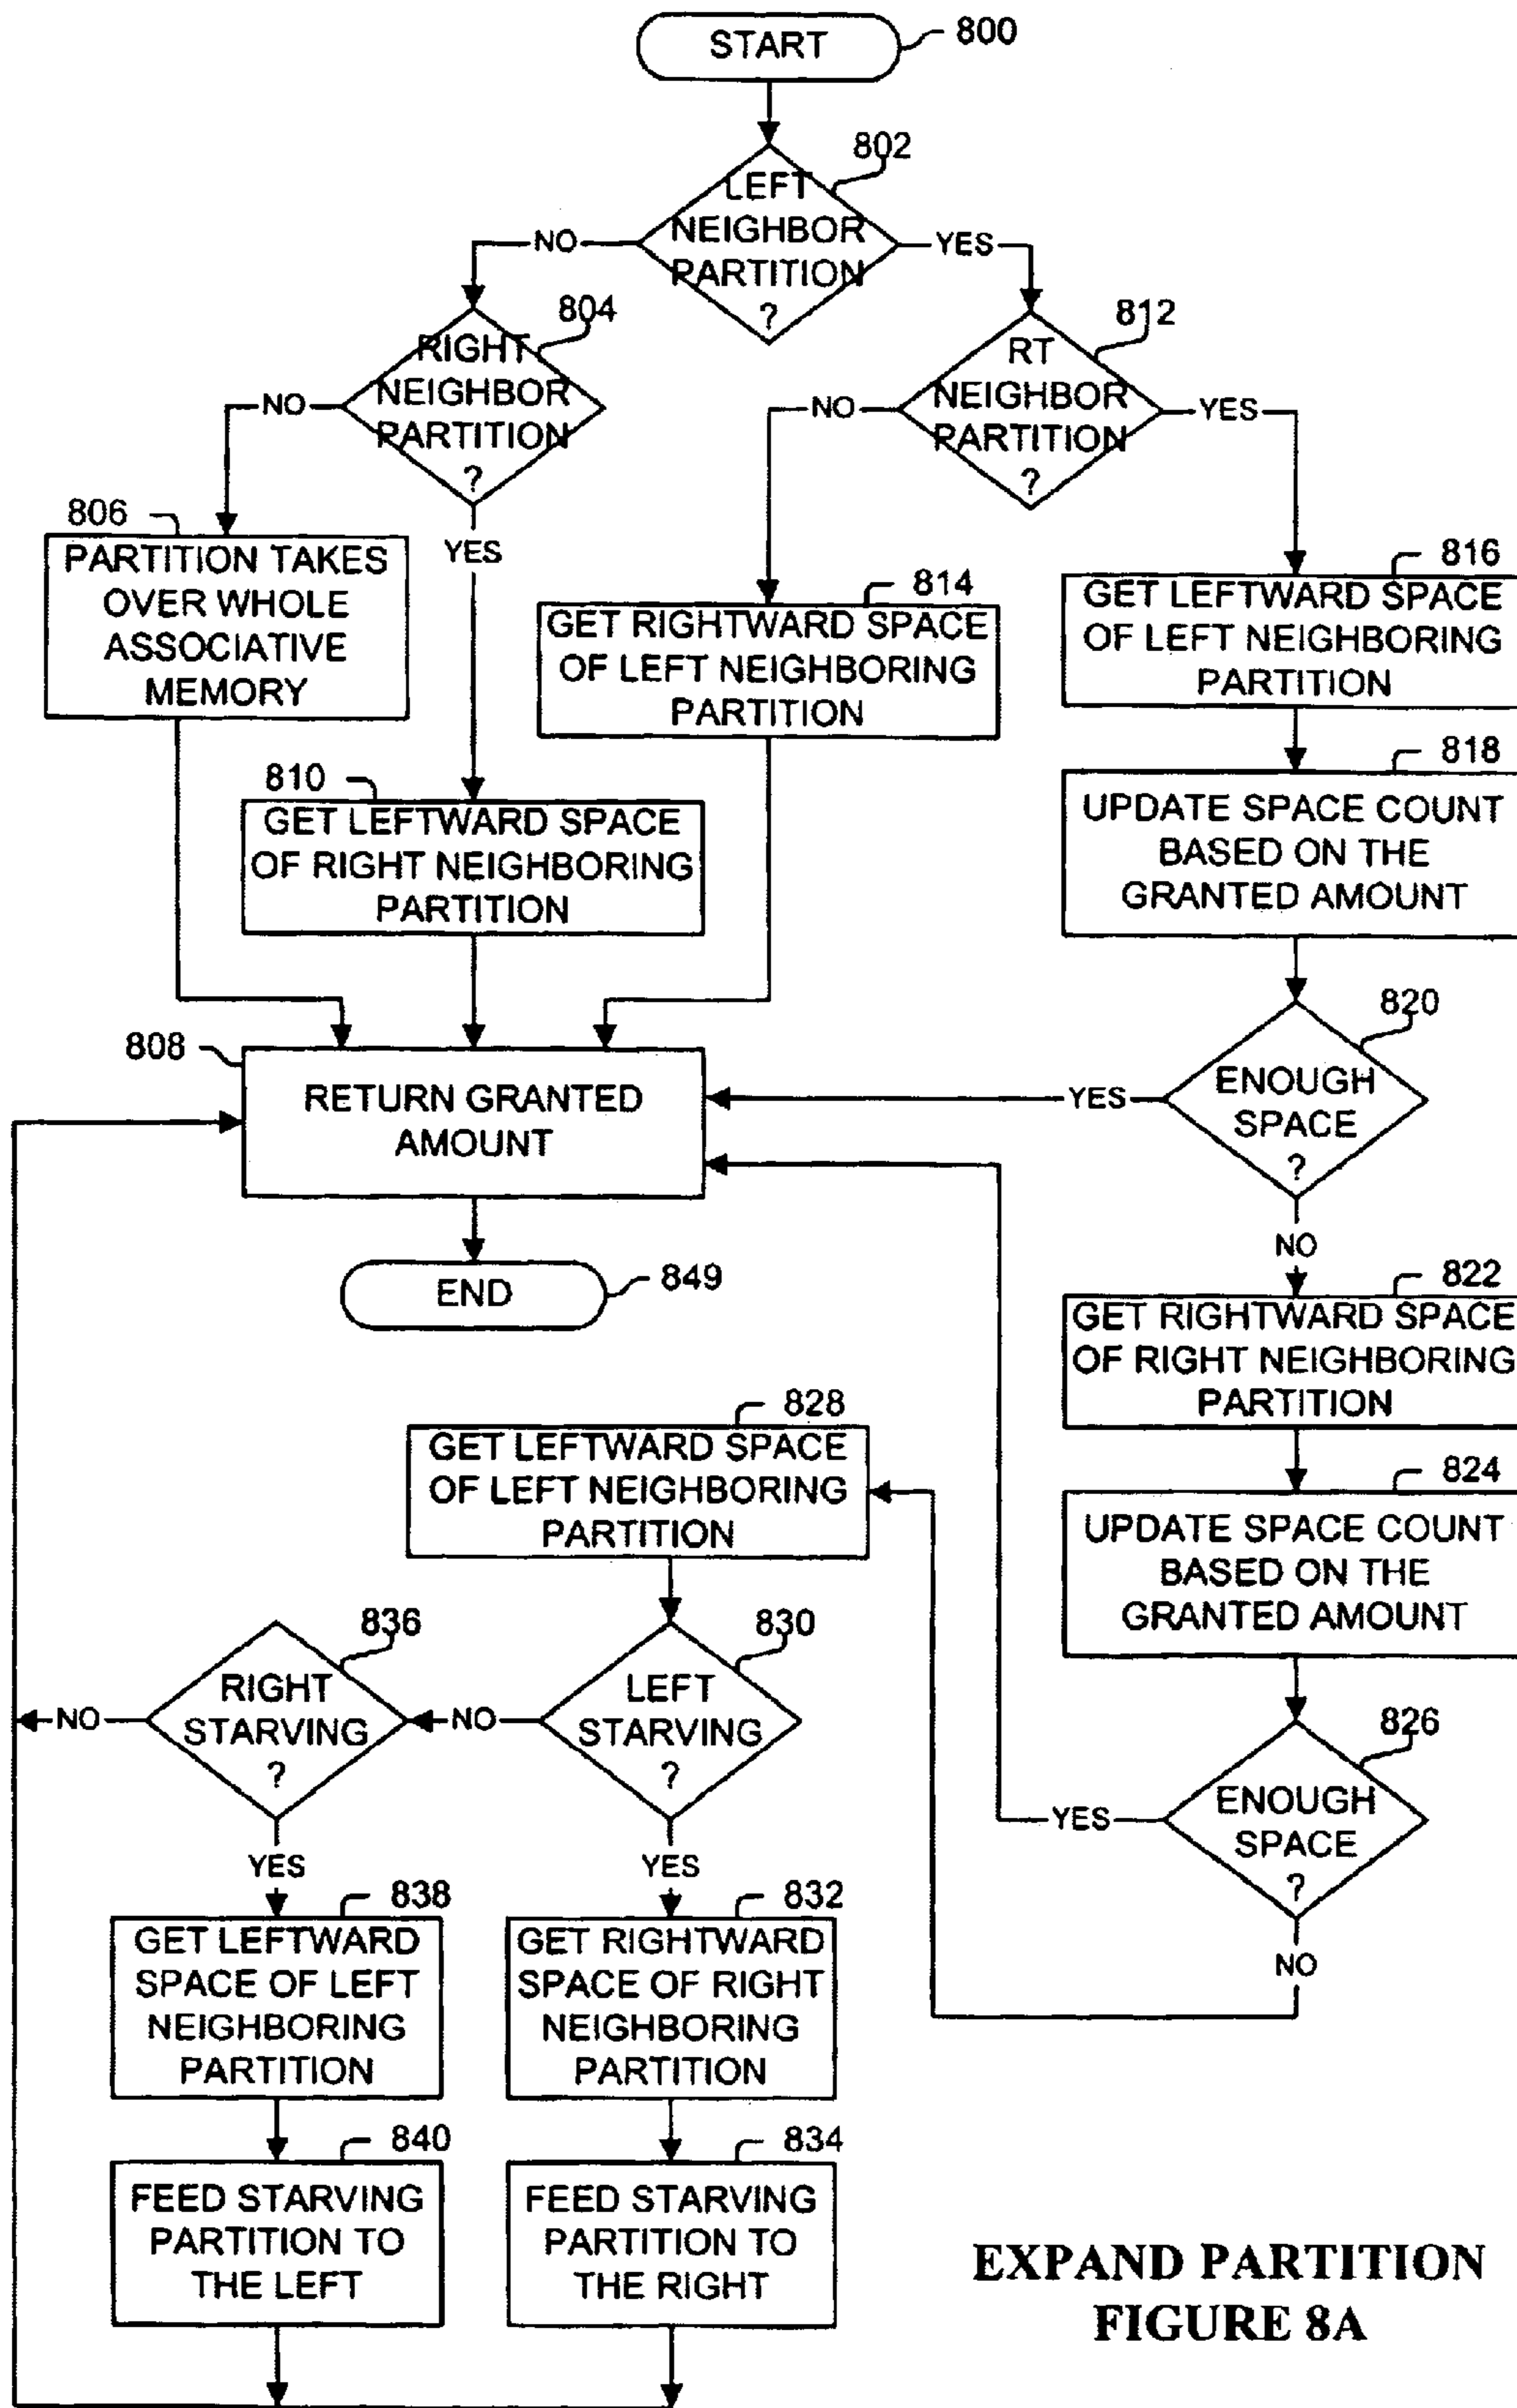 START
800
802
LEFT
NEIGHBOR
PARTITION
?
NO
YES
804
RIGHT
NEIGHBOR
PARTITION
?
812
RT
NEIGHBOR
PARTITION
?
NO
YES
NO
YES
806
PARTITION TAKES
OVER WHOLE
ASSOCIATIVE
MEMORY
814
GET RIGHTWARD SPACE
OF LEFT NEIGHBORING
PARTITION
816
GET LEFTWARD SPACE
OF LEFT NEIGHBORING
PARTITION
810
GET LEFTWARD SPACE
OF RIGHT NEIGHBORING
PARTITION
818
UPDATE SPACE COUNT
BASED ON THE
GRANTED AMOUNT
808
RETURN GRANTED
AMOUNT
820
ENOUGH
SPACE
?
YES
NO
END
849
822
GET RIGHTWARD SPACE
OF RIGHT NEIGHBORING
PARTITION
828
GET LEFTWARD SPACE
OF LEFT NEIGHBORING
PARTITION
824
UPDATE SPACE COUNT
BASED ON THE
GRANTED AMOUNT
836
RIGHT
STARVING
?
NO
830
LEFT
STARVING
?
NO
826
ENOUGH
SPACE
?
YES
NO
YES
YES
838
GET LEFTWARD
SPACE OF LEFT
NEIGHBORING
PARTITION
832
GET RIGHTWARD
SPACE OF RIGHT
NEIGHBORING
PARTITION
840
FEED STARVING
PARTITION TO
THE LEFT
834
FEED STARVING
PARTITION TO
THE RIGHT
EXPAND PARTITION
FIGURE 8A